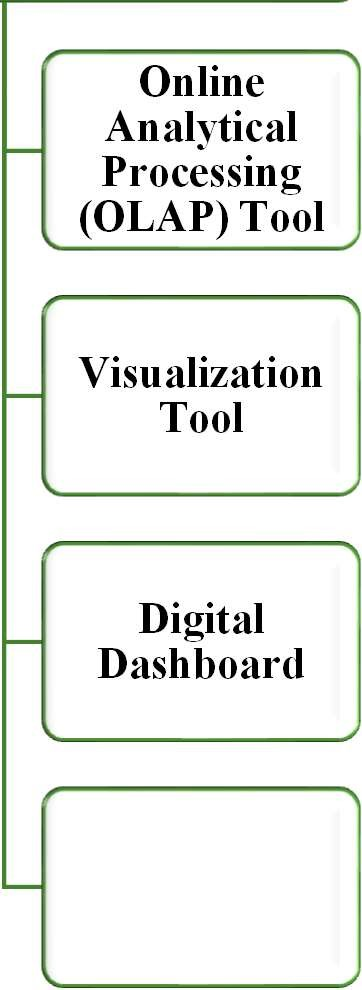 Online
Analytical
Processing
(OLAP) Tool
Visualization
Tool
Digital
Dashboard